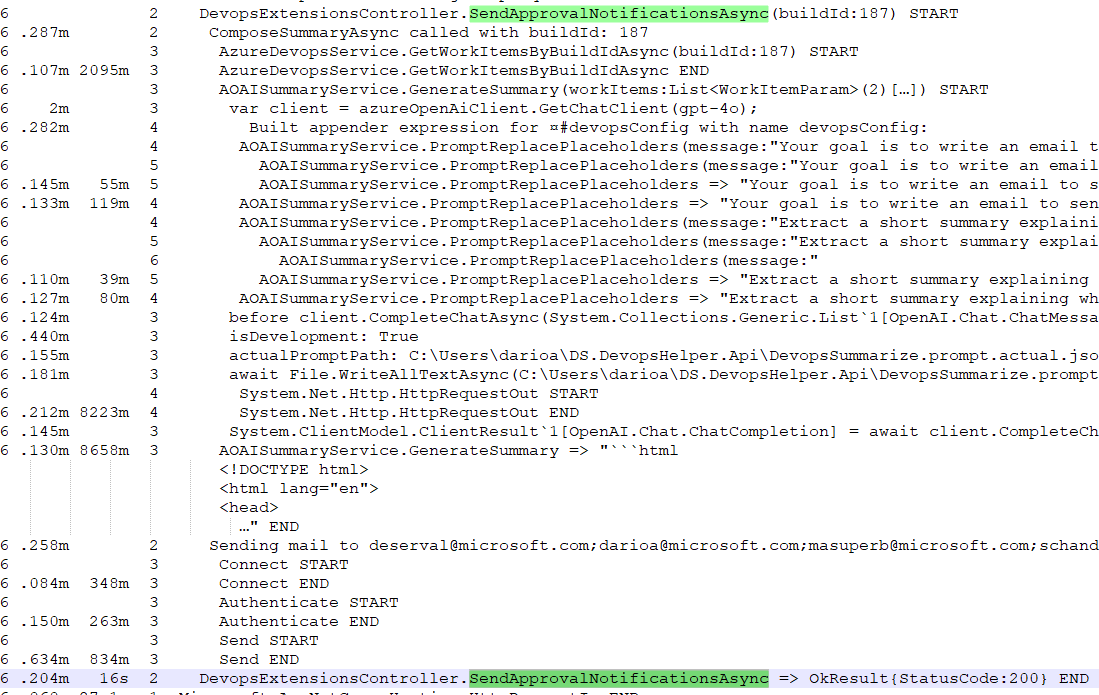 6 2 DevopsExtensionsController.SendApprovalNotificationsAsync(buildId:187) START
6 .287m 2 ComposeSummaryAsync called with buildId: 187
6 3 AzureDevopsService.GetWorkItemsByBuildIdAsync(buildId:187) START
6 .107m 2095m 3 AzureDevopsService.GetWorkItemsByBuildIdAsync END
6 3 AOAISummaryService.GenerateSummary(workItems:List<WorkItemParam>(2)[…]) START
6 2m 3 var client = azureOpenAiClient.GetChatClient(gpt-4o);
6 .282m 4 Built appender expression for ¤#devopsConfig with name devopsConfig:
6 4 AOAISummaryService.PromptReplacePlaceholders(message:"Your goal is to write an email t
6 5 AOAISummaryService.PromptReplacePlaceholders(message:"Your goal is to write an email
6 .145m 55m 5 AOAISummaryService.PromptReplacePlaceholders => "Your goal is to write an email to s
6 .133m 119m 4 AOAISummaryService.PromptReplacePlaceholders => "Your goal is to write an email to sen
6 4 AOAISummaryService.PromptReplacePlaceholders(message:"Extract a short summary explaini
6 5 AOAISummaryService.PromptReplacePlaceholders(message:"Extract a short summary explai
6 6 AOAISummaryService.PromptReplacePlaceholders(message:"
6 .110m 39m 5 AOAISummaryService.PromptReplacePlaceholders => "Extract a short summary explaining
6 .127m 80m 4 AOAISummaryService.PromptReplacePlaceholders => "Extract a short summary explaining wh
6 .124m 3 before client.CompleteChatAsync(System.Collections.Generic.List`1[OpenAI.Chat.ChatMessa
6 .440m 3 isDevelopment: True
6 .155m 3 actualPromptPath: C:\Users\darioa\DS.DevopsHelper.Api\DevopsSummarize.prompt.actual.jso
6 .181m 3 await File.WriteAllTextAsync(C:\Users\darioa\DS.DevopsHelper.Api\DevopsSummarize.prompt
6 4 System.Net.Http.HttpRequestOut START
6 .212m 8223m 4 System.Net.Http.HttpRequestOut END
6 .145m 3 System.ClientModel.ClientResult`1[OpenAI.Chat.ChatCompletion] = await client.CompleteCh
6 .130m 8658m 3 AOAISummaryService.GenerateSummary => "```html
<!DOCTYPE html>
<html lang="en">
<head>
…" END
6 .258m 2 Sending mail to deserval@microsoft.com;darioa@microsoft.com;masuperb@microsoft.com;schand
6 3 Connect START
6 .084m 348m 3 Connect END
6 3 Authenticate START
6 .150m 263m 3 Authenticate END
6 3 Send START
6 .634m 834m 3 Send END
6 .204m 16s 2 DevopsExtensionsController.SendApprovalNotificationsAsync => OkResult{StatusCode:200} END